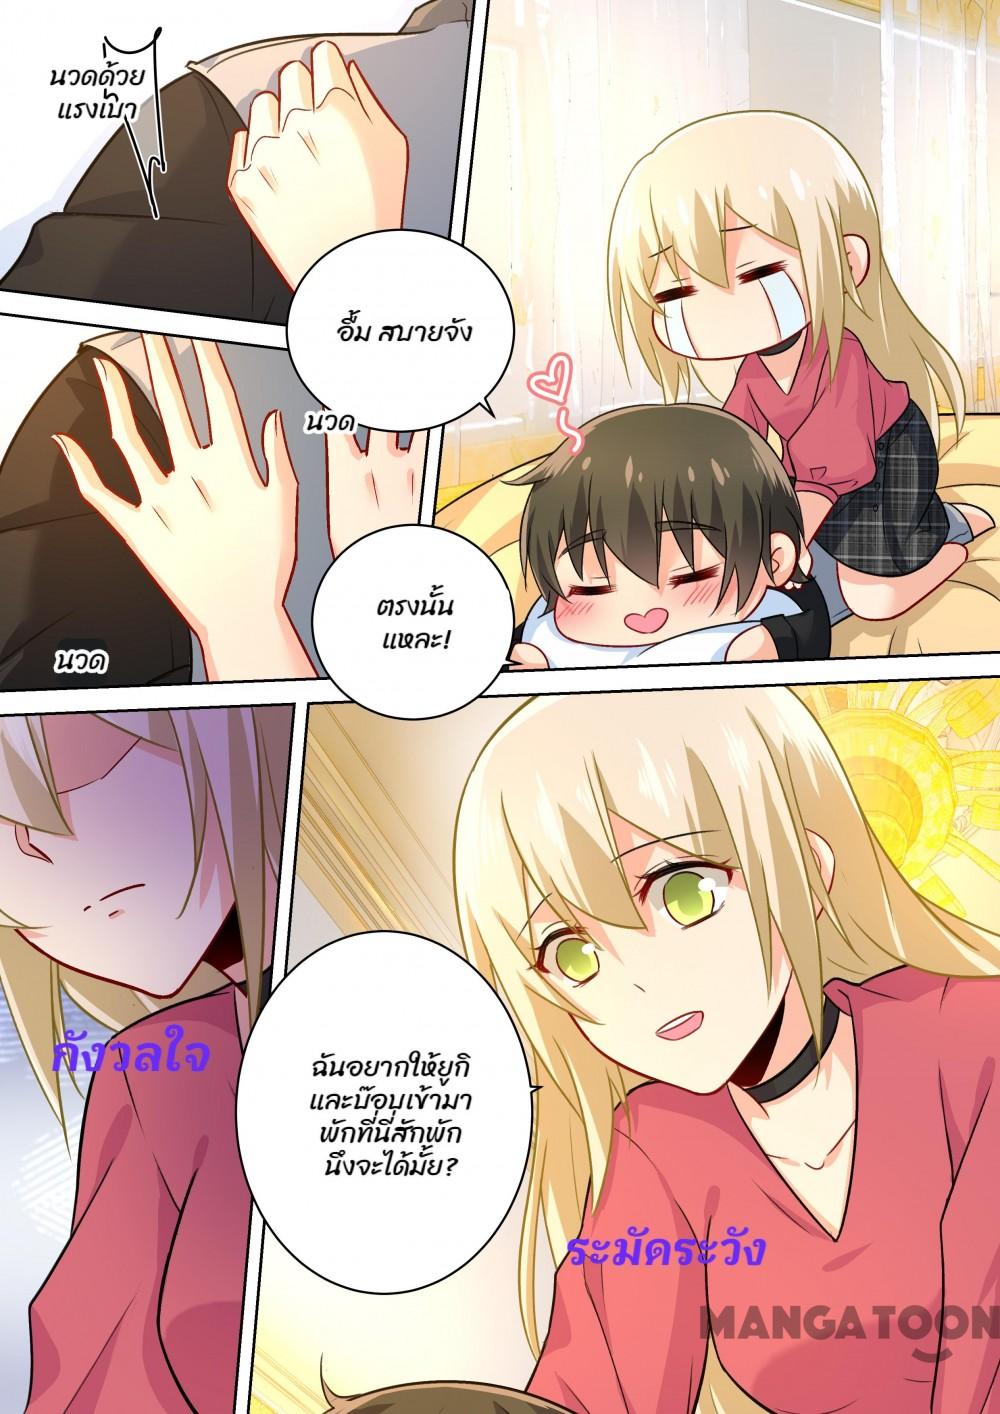 นวดด้วย
แรงเบา
อื้ม สบายจัง
นวด
ตรงนั้น
แหละ!
นวด
กังวลใจ
ฉันอยากให้ยูกิ
และบ๊อบเข้ามา
พักที่นี่สักพัก
นึงจะได้มั้ย?
ระมัดระวัง
MANGATOON